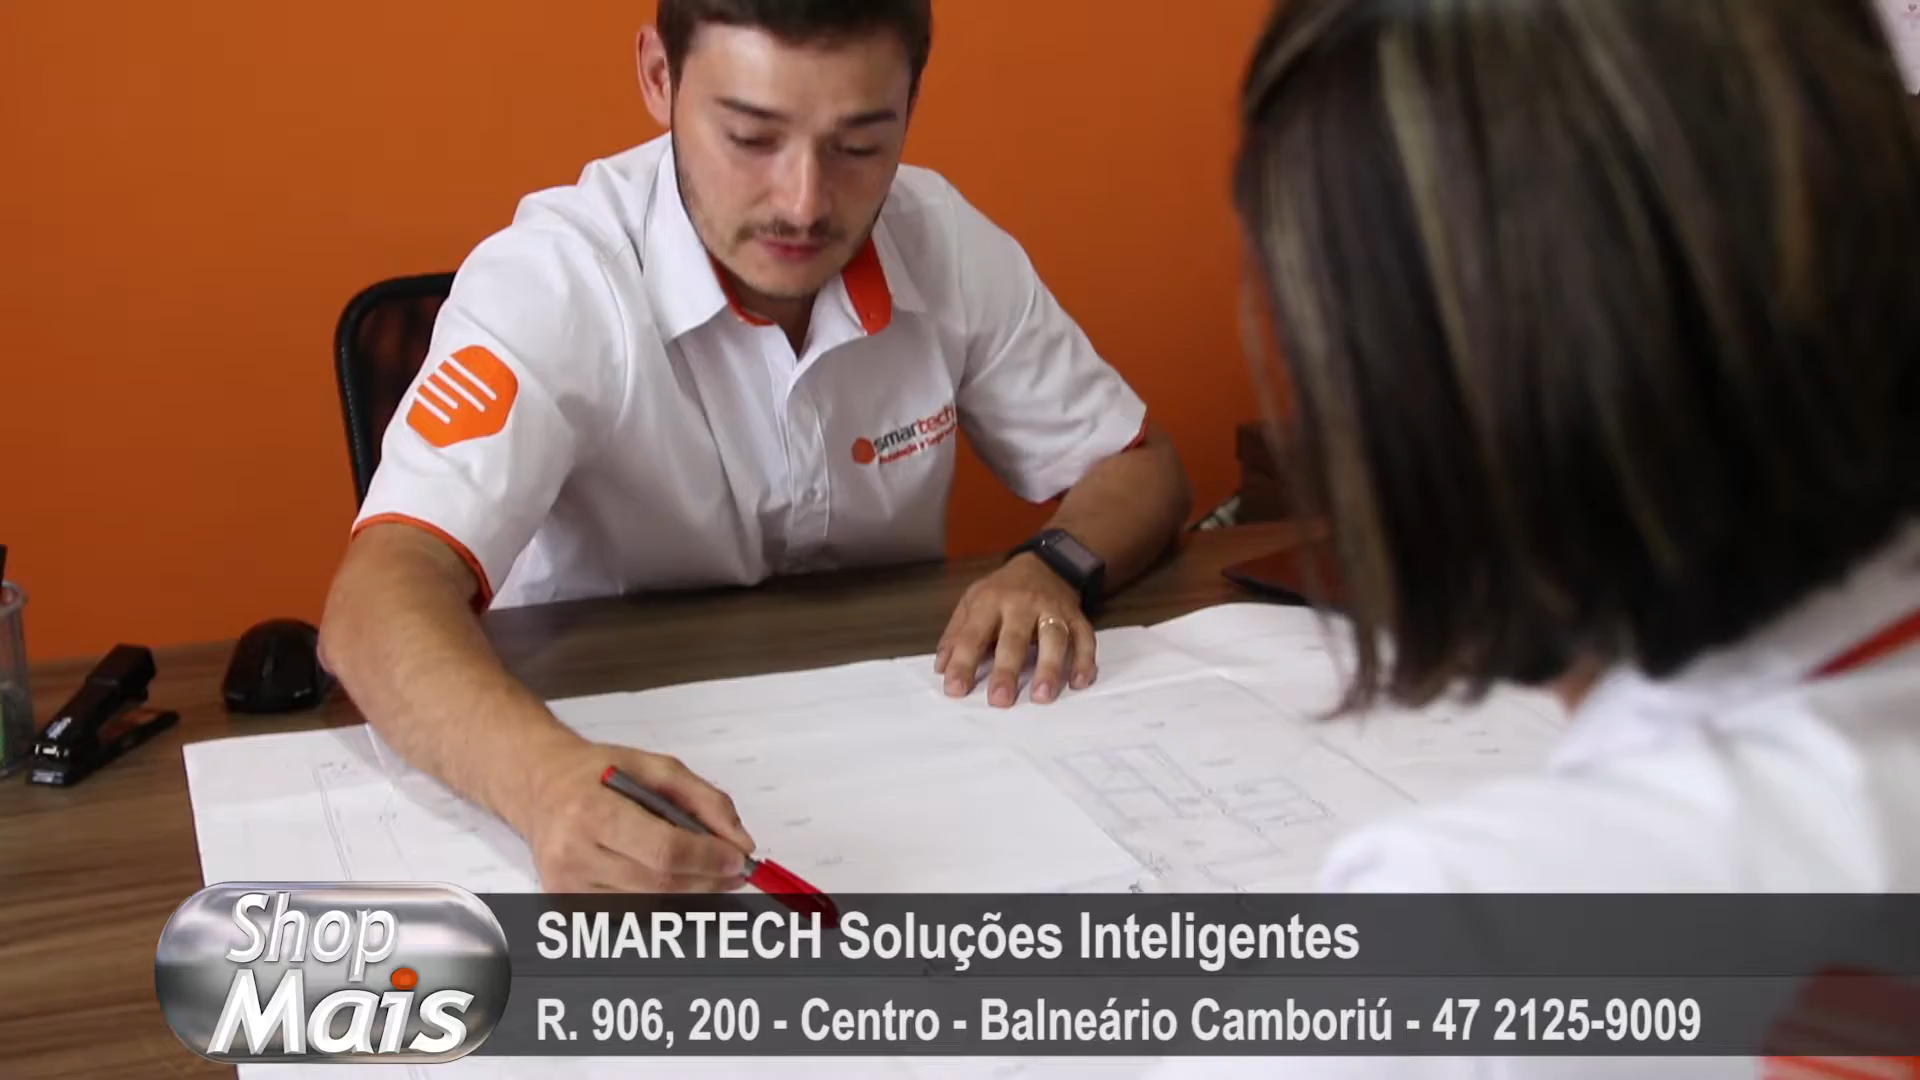 smartech
Shop
Mais
SMARTECH Soluções Inteligentes
R. 906, 200 - Centro - Balneário Camboriú - 47 2125-9009